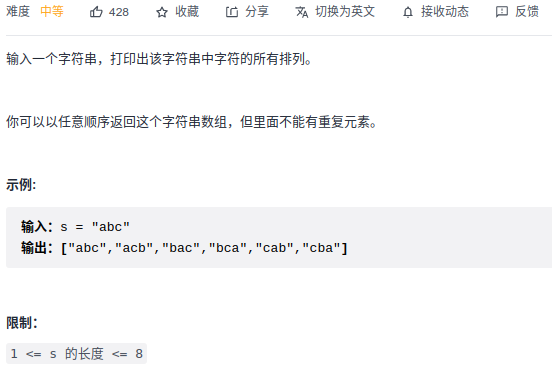 难度 中等 428 收藏 分享 切换为英文 接收动态 反馈
输入一个字符串，打印出该字符串中字符的所有排列。
你可以以任意顺序返回这个字符串数组，但里面不能有重复元素。
示例:
输入：s = "abc"
输出：["abc","acb","bac","bca","cab","cba"]
限制：
1 <= s 的长度 <= 8